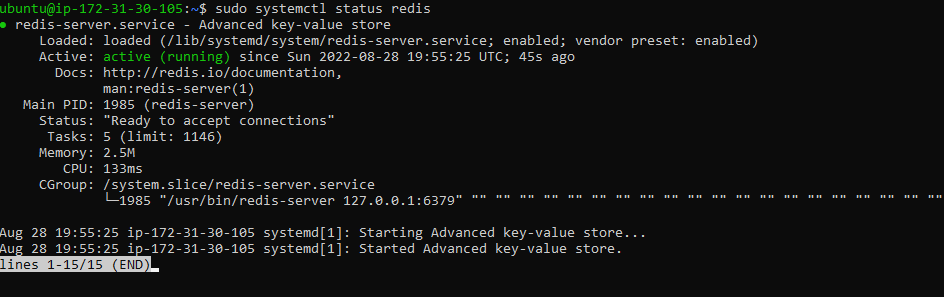 ubuntu@ip-172-31-30-105:~$ sudo systemctl status redis
● redis-server.service - Advanced key-value store
Loaded: loaded (/lib/systemd/system/redis-server.service; enabled; vendor preset: enabled)
Active: active (running) since Sun 2022-08-28 19:55:25 UTC; 45s ago
Docs: http://redis.io/documentation,
man:redis-server(1)
Main PID: 1985 (redis-server)
Status: "Ready to accept connections"
Tasks: 5 (limit: 1146)
Memory: 2.5M
CPU: 133ms
CGroup: /system.slice/redis-server.service
└─1985 "/usr/bin/redis-server 127.0.0.1:6379" "" "" "" "" "" "" "" "" "" "" "" "" "" "" "" "" "" "" "" ""
Aug 28 19:55:25 ip-172-31-30-105 systemd[1]: Starting Advanced key-value store...
Aug 28 19:55:25 ip-172-31-30-105 systemd[1]: Started Advanced key-value store.
lines 1-15/15 (END)